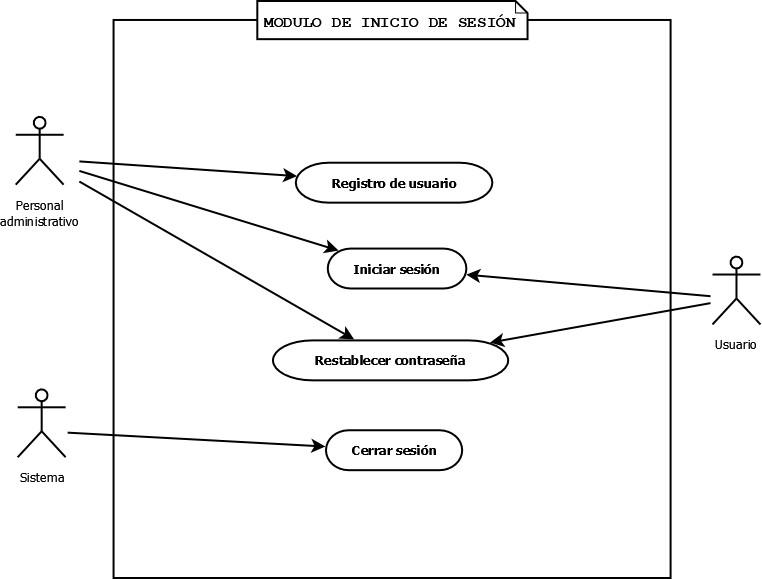 MODULO DE INICIO DE SESIÓN
Personal
administrativo
Registro de usuario
Iniciar sesión
Usuario
Restablecer contraseña
Sistema
Cerrar sesión